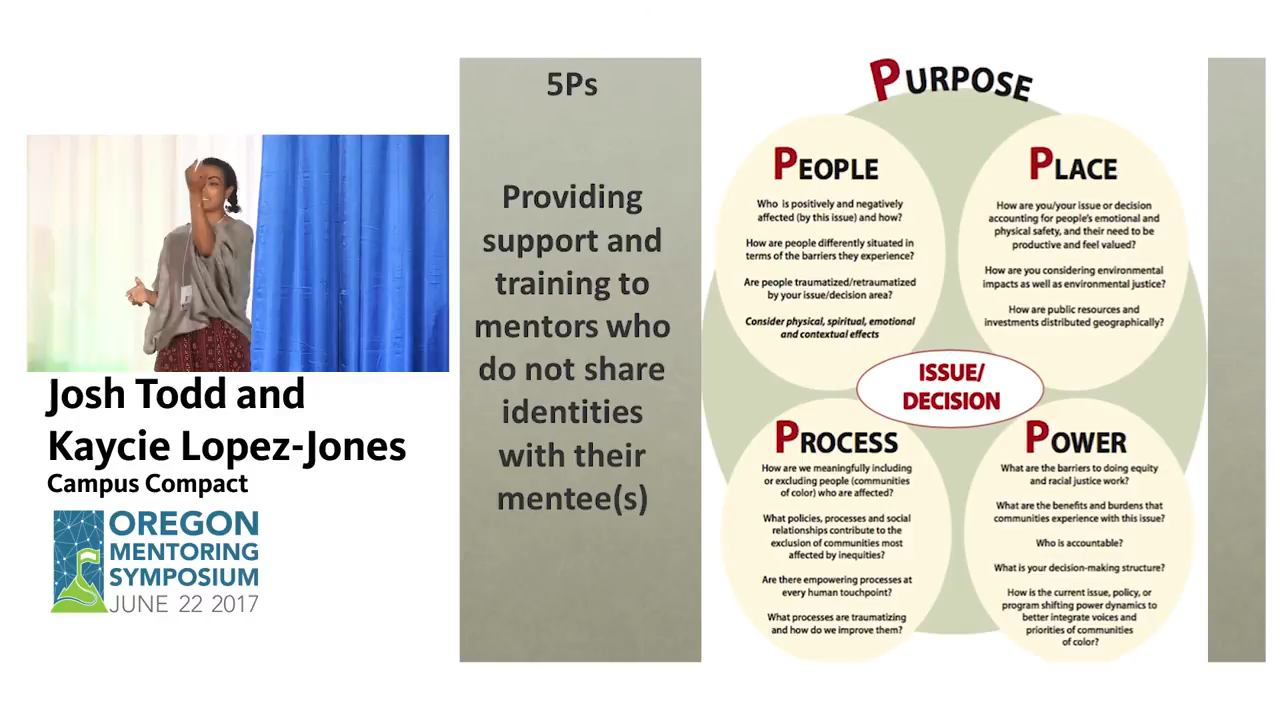 Josh Todd and
Kaycie Lopez-Jones
Campus Compact
OREGON
MENTORING
SYMPOSIUM
JUNE 22 2017
5Ps
Providing
support and
training to
mentors who
do not share
identities
with their
mentee(s)
PURPOSE
PEOPLE
Who is positively and negatively
affected (by this issue) and how?
How are people differently situated in
terms of the barriers they experience?
Are people traumatized/retraumatized
by your issue/decision area?
Consider physical, spiritual, emotional
and contextual effects
PLACE
How are you/your issue or decision
accounting for people's emotional and
physical safety, and their need to be
productive and feel valued?
How are you considering environmental
impacts as well as environmental justice?
How are public resources and
investments distributed geographically?
ISSUE/
DECISION
PROCESS
How are we meaningfully including
or excluding people (communities
of color) who are affected?
What policies, processes and social
relationships contribute to the
exclusion of communities most
affected by inequities?
Are there empowering processes at
every human touchpoint?
What processes are traumatizing
and how do we improve them?
POWER
What are the barriers to doing equity
and racial justice work?
What are the benefits and burdens that
communities experience with this issue?
Who is accountable?
What is your decision-making structure?
How is the current issue, policy, or
program shifting power dynamics to
better integrate voices and
priorities of communities
of color?